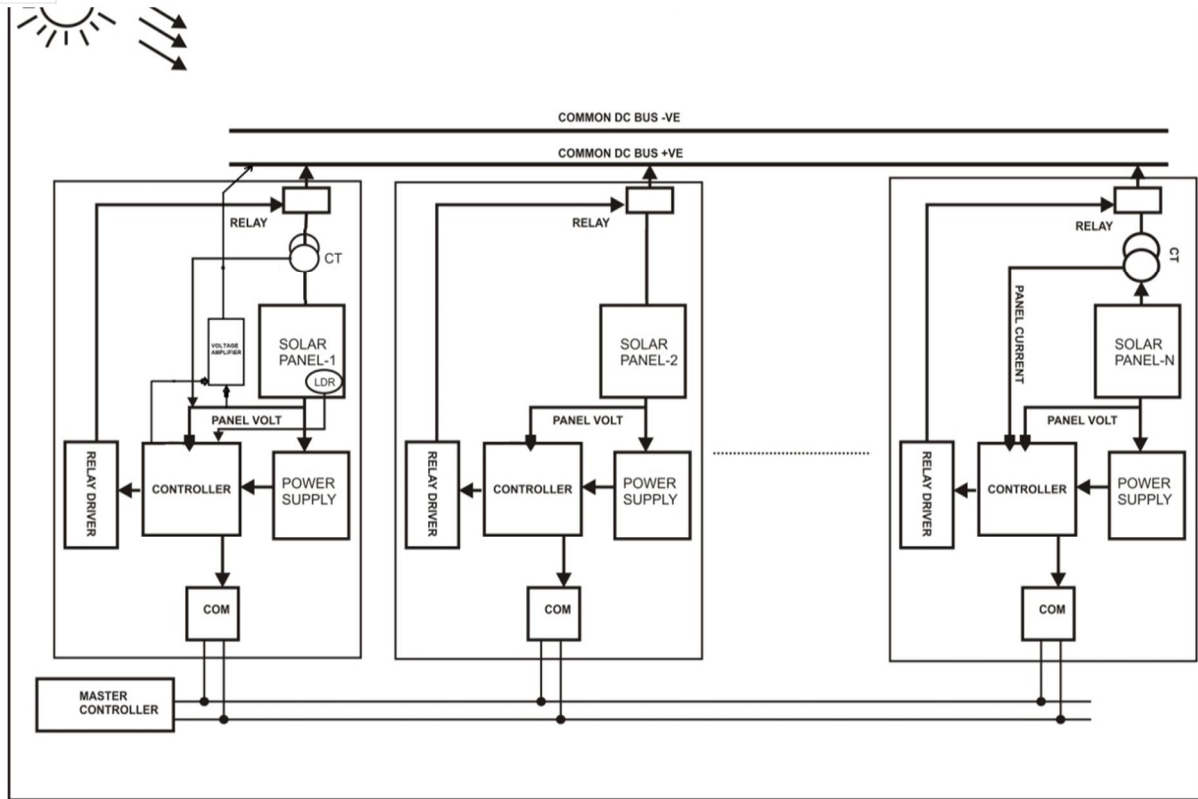 COMMON DC BUS -VE
COMMON DC BUS +VE
RELAY
CT
VOLTAGE
AMPLIFIER
SOLAR
PANEL-1
LDR
PANEL VOLT
RELAY DRIVER
CONTROLLER
POWER
SUPPLY
COM
RELAY
SOLAR
PANEL-2
PANEL VOLT
RELAY DRIVER
CONTROLLER
POWER
SUPPLY
COM
RELAY
CT
PANEL CURRENT
SOLAR
PANEL-N
PANEL VOLT
RELAY DRIVER
CONTROLLER
POWER
SUPPLY
COM
MASTER
CONTROLLER